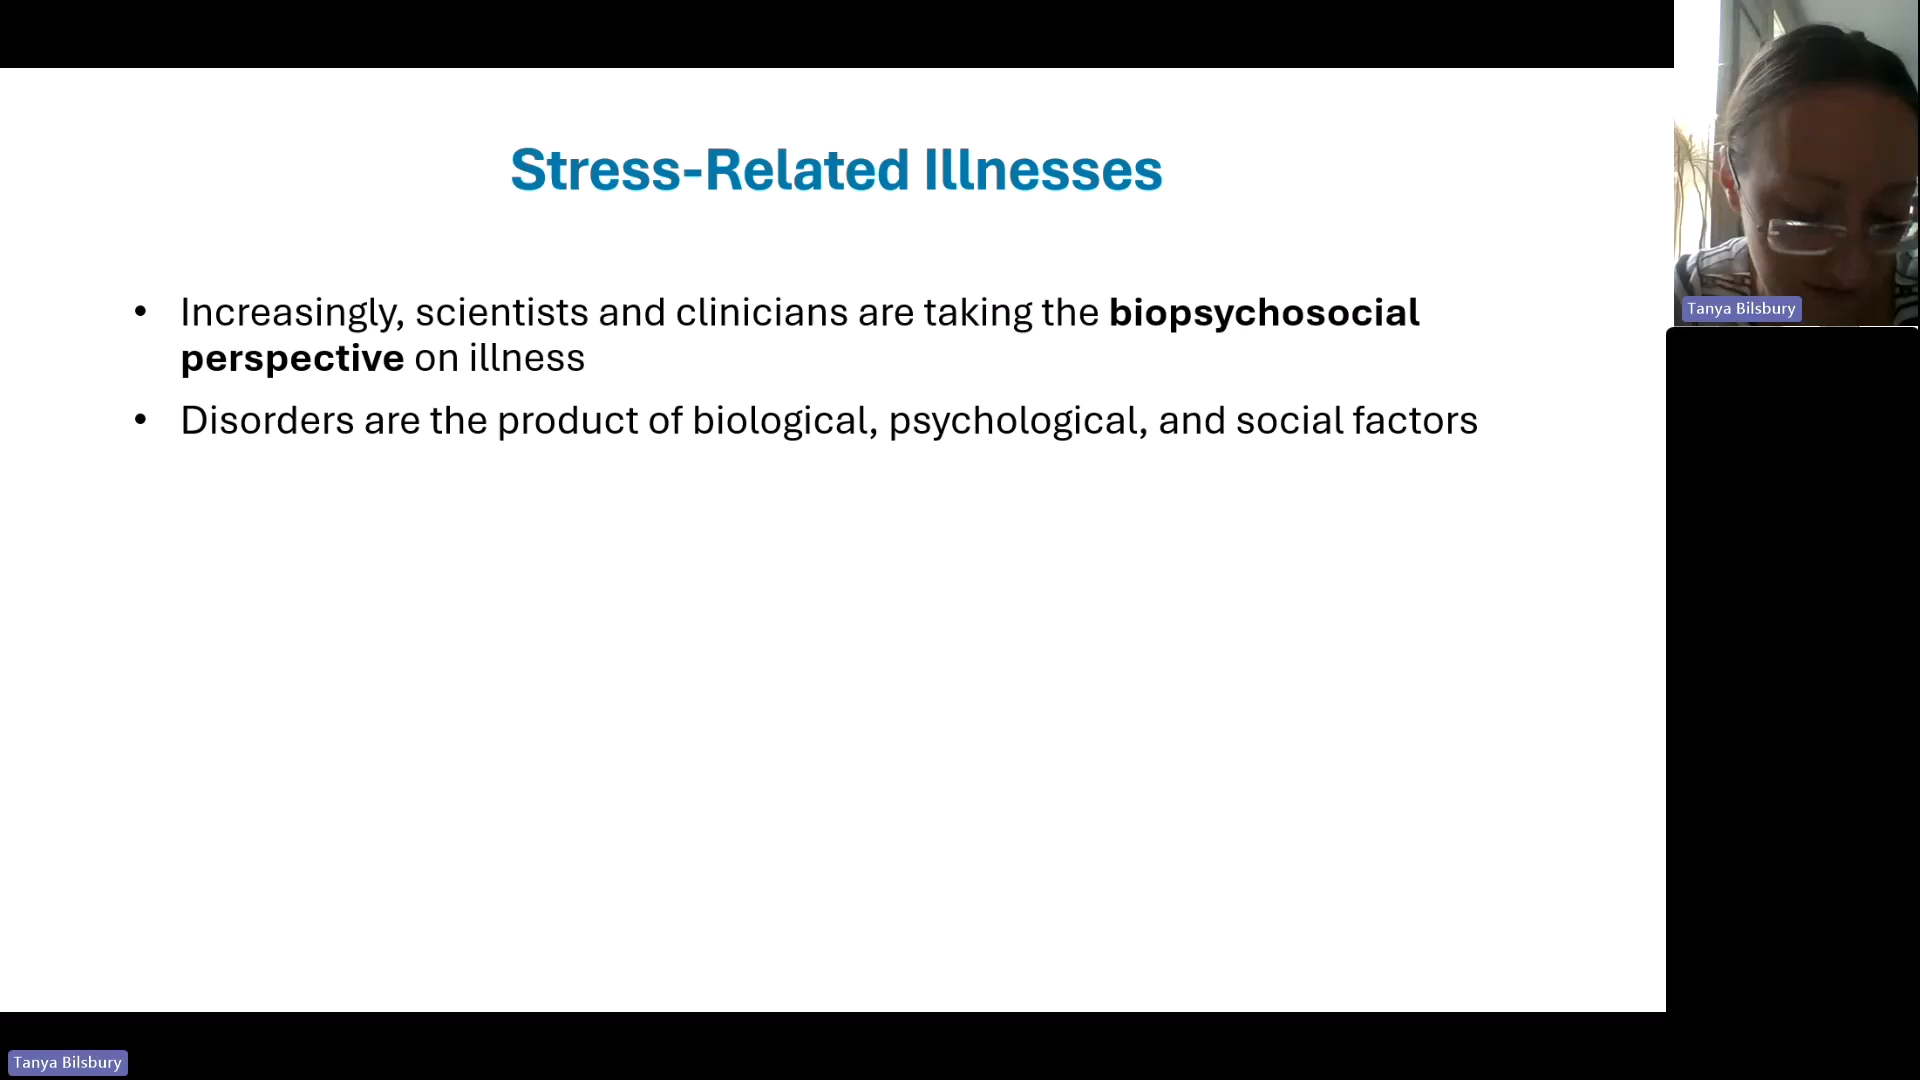 Stress-Related Illnesses
• Increasingly, scientists and clinicians are taking the biopsychosocial
perspective on illness
• Disorders are the product of biological, psychological, and social factors
Tanya Bilsbury
Tanya Bilsbury